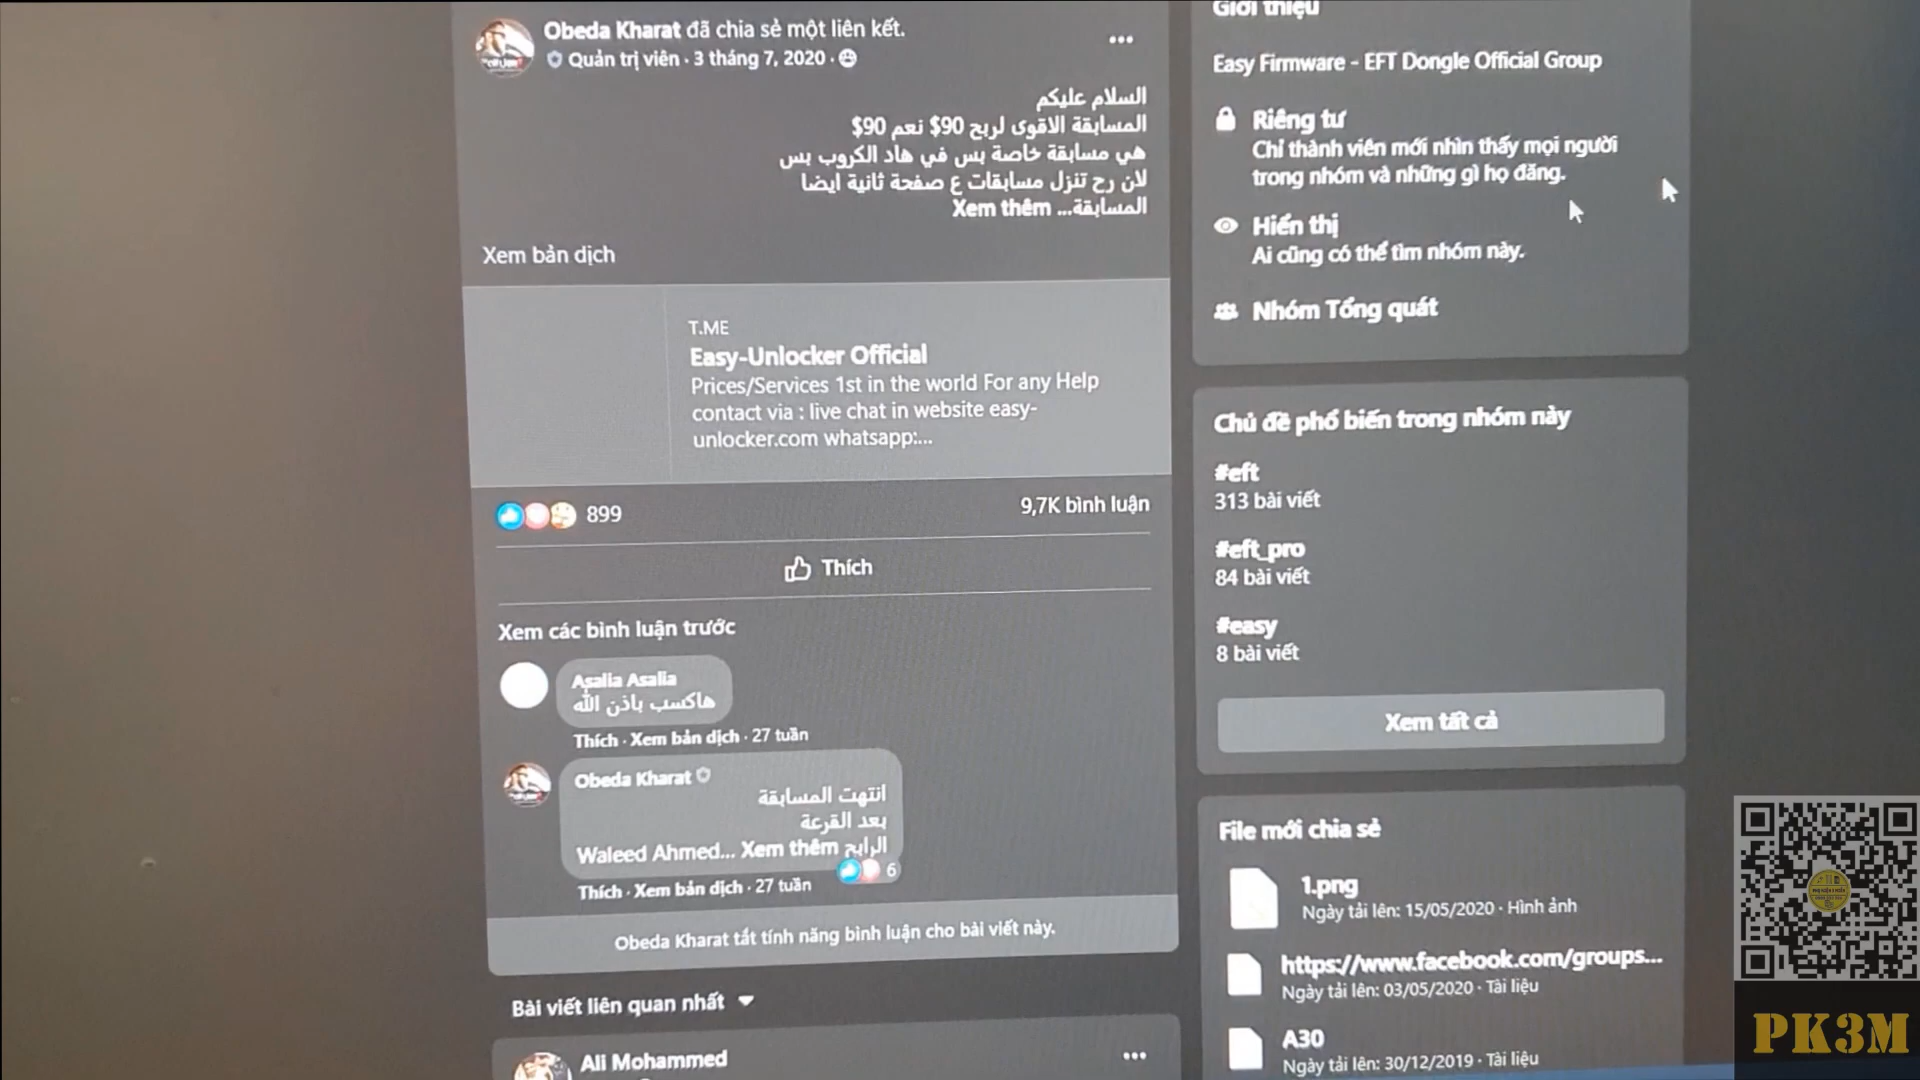 Obeda Kharat đã chia sẻ một liên kết.
Quản trị viên · 3 tháng 7, 2020 ·
السلام عليكم
المسابقة الاقوى لربح 90$ نعم 90$
هي مسابقة خاصة بس في هاد الكروب بس
لان رح تنزل مسابقات ع صفحة ثانية ايضا
المسابقة... Xem thêm
Xem bản dịch
T.ME
Easy-Unlocker Official
Prices/Services 1st in the world For any Help
contact via : live chat in website easy-
unlocker.com whatsapp:...
899
9,7K bình luận
Thích
Xem các bình luận trước
Asalia Asalia
هاكسب باذن الله
Thích · Xem bản dịch · 27 tuần
Obeda Kharat
انتهت المسابقة
بعد القرعة
الرابح Waleed Ahmed... Xem thêm
6
Thích · Xem bản dịch · 27 tuần
Obeda Kharat tắt tính năng bình luận cho bài viết này.
Bài viết liên quan nhất
Ali Mohammed
Giới thiệu
Easy Firmware - EFT Dongle Official Group
Riêng tư
Chỉ thành viên mới nhìn thấy mọi người
trong nhóm và những gì họ đăng.
Hiển thị
Ai cũng có thể tìm nhóm này.
Nhóm Tổng quát
Chủ đề phổ biến trong nhóm này
#eft
313 bài viết
#eft_pro
84 bài viết
#easy
8 bài viết
Xem tất cả
File mới chia sẻ
1.png
Ngày tải lên: 15/05/2020 · Hình ảnh
https://www.facebook.com/groups...
Ngày tải lên: 03/05/2020 · Tài liệu
A30
Ngày tải lên: 30/12/2019 · Tài liệu
PK3M